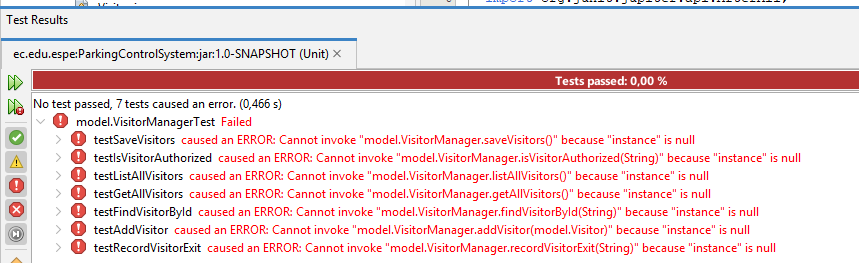 Test Results
ec.edu.espe:ParkingControlSystem:jar:1.0-SNAPSHOT (Unit) ×
Tests passed: 0,00 %
No test passed, 7 tests caused an error. (0,466 s)
model.VisitorManagerTest Failed
testSaveVisitors caused an ERROR: Cannot invoke "model.VisitorManager.saveVisitors()" because "instance" is null
testIsVisitorAuthorized caused an ERROR: Cannot invoke "model.VisitorManager.isVisitorAuthorized(String)" because "instance" is null
testListAllVisitors caused an ERROR: Cannot invoke "model.VisitorManager.listAllVisitors()" because "instance" is null
testGetAllVisitors caused an ERROR: Cannot invoke "model.VisitorManager.getAllVisitors()" because "instance" is null
testFindVisitorById caused an ERROR: Cannot invoke "model.VisitorManager.findVisitorById(String)" because "instance" is null
testAddVisitor caused an ERROR: Cannot invoke "model.VisitorManager.addVisitor(model.Visitor)" because "instance" is null
testRecordVisitorExit caused an ERROR: Cannot invoke "model.VisitorManager.recordVisitorExit(String)" because "instance" is null